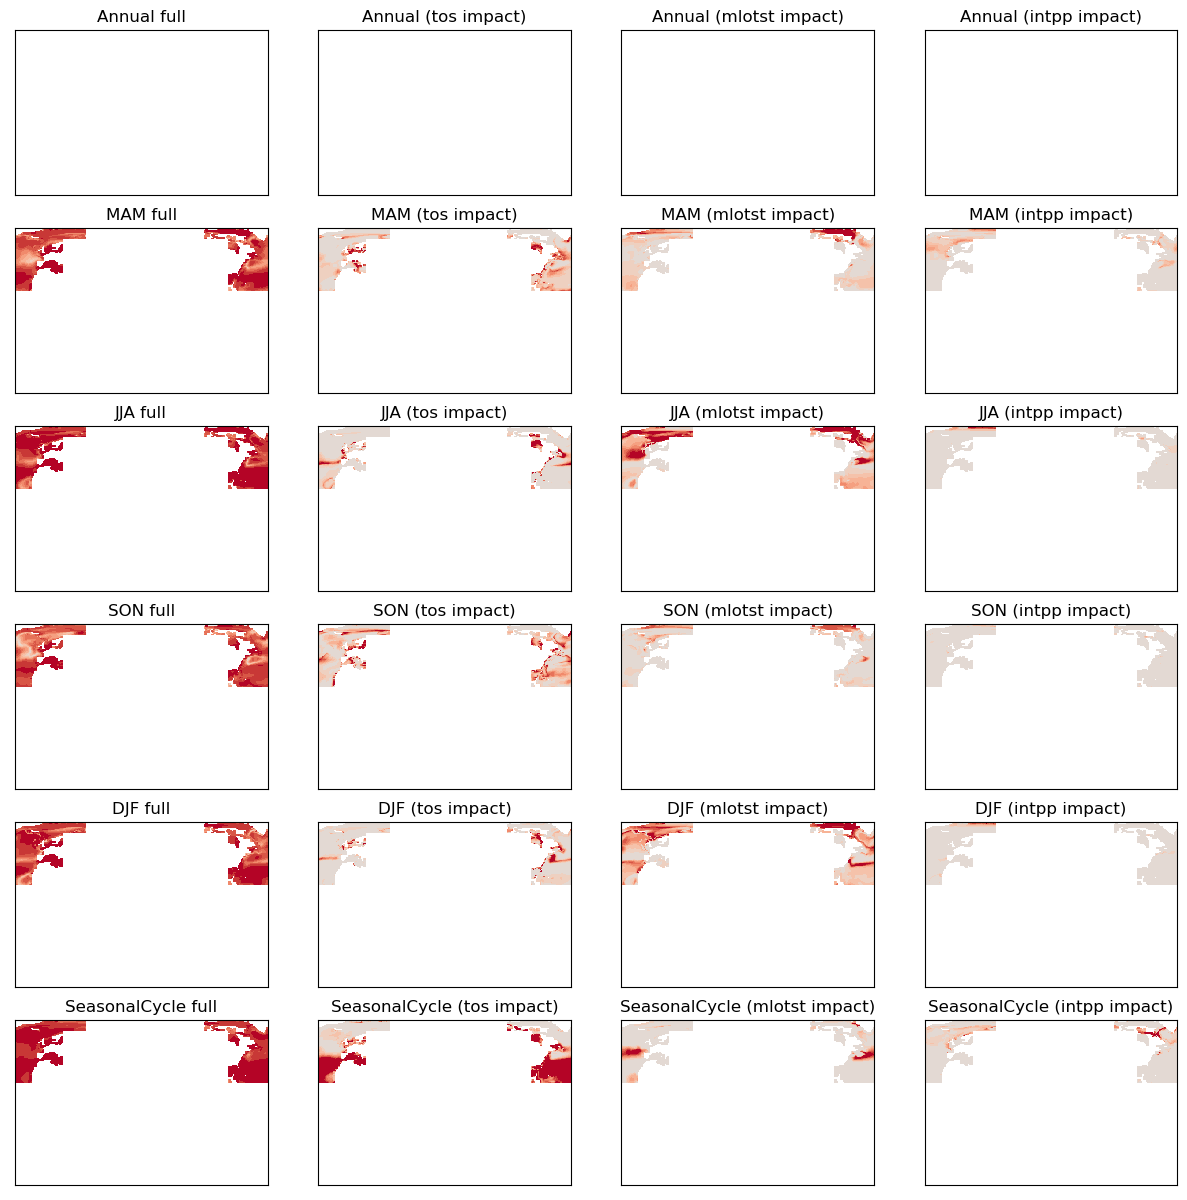 Annual full
Annual (tos impact)
Annual (mlotst impact)
Annual (intpp impact)
MAM full
MAM (tos impact)
MAM (mlotst impact)
MAM (intpp impact)
JJA full
JJA (tos impact)
JJA (mlotst impact)
JJA (intpp impact)
SON full
SON (tos impact)
SON (mlotst impact)
SON (intpp impact)
DJF full
DJF (tos impact)
DJF (mlotst impact)
DJF (intpp impact)
SeasonalCycle full
SeasonalCycle (tos impact)
SeasonalCycle (mlotst impact)
SeasonalCycle (intpp impact)